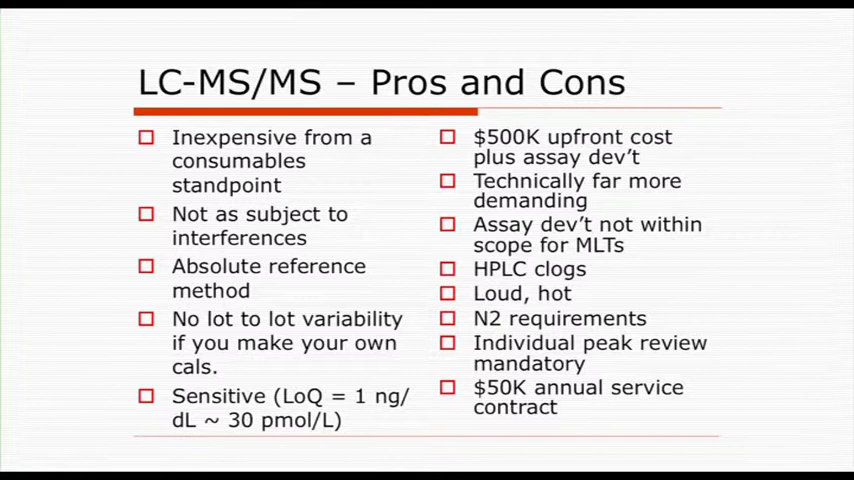 LC-MS/MS – Pros and Cons
Inexpensive from a
consumables
standpoint
Not as subject to
interferences
Absolute reference
method
No lot to lot variability
if you make your own
cals.
Sensitive (LoQ = 1 ng/
dL ~ 30 pmol/L)
$500K upfront cost
plus assay dev’t
Technically far more
demanding
Assay dev’t not within
scope for MLTs
HPLC clogs
Loud, hot
N2 requirements
Individual peak review
mandatory
$50K annual service
contract